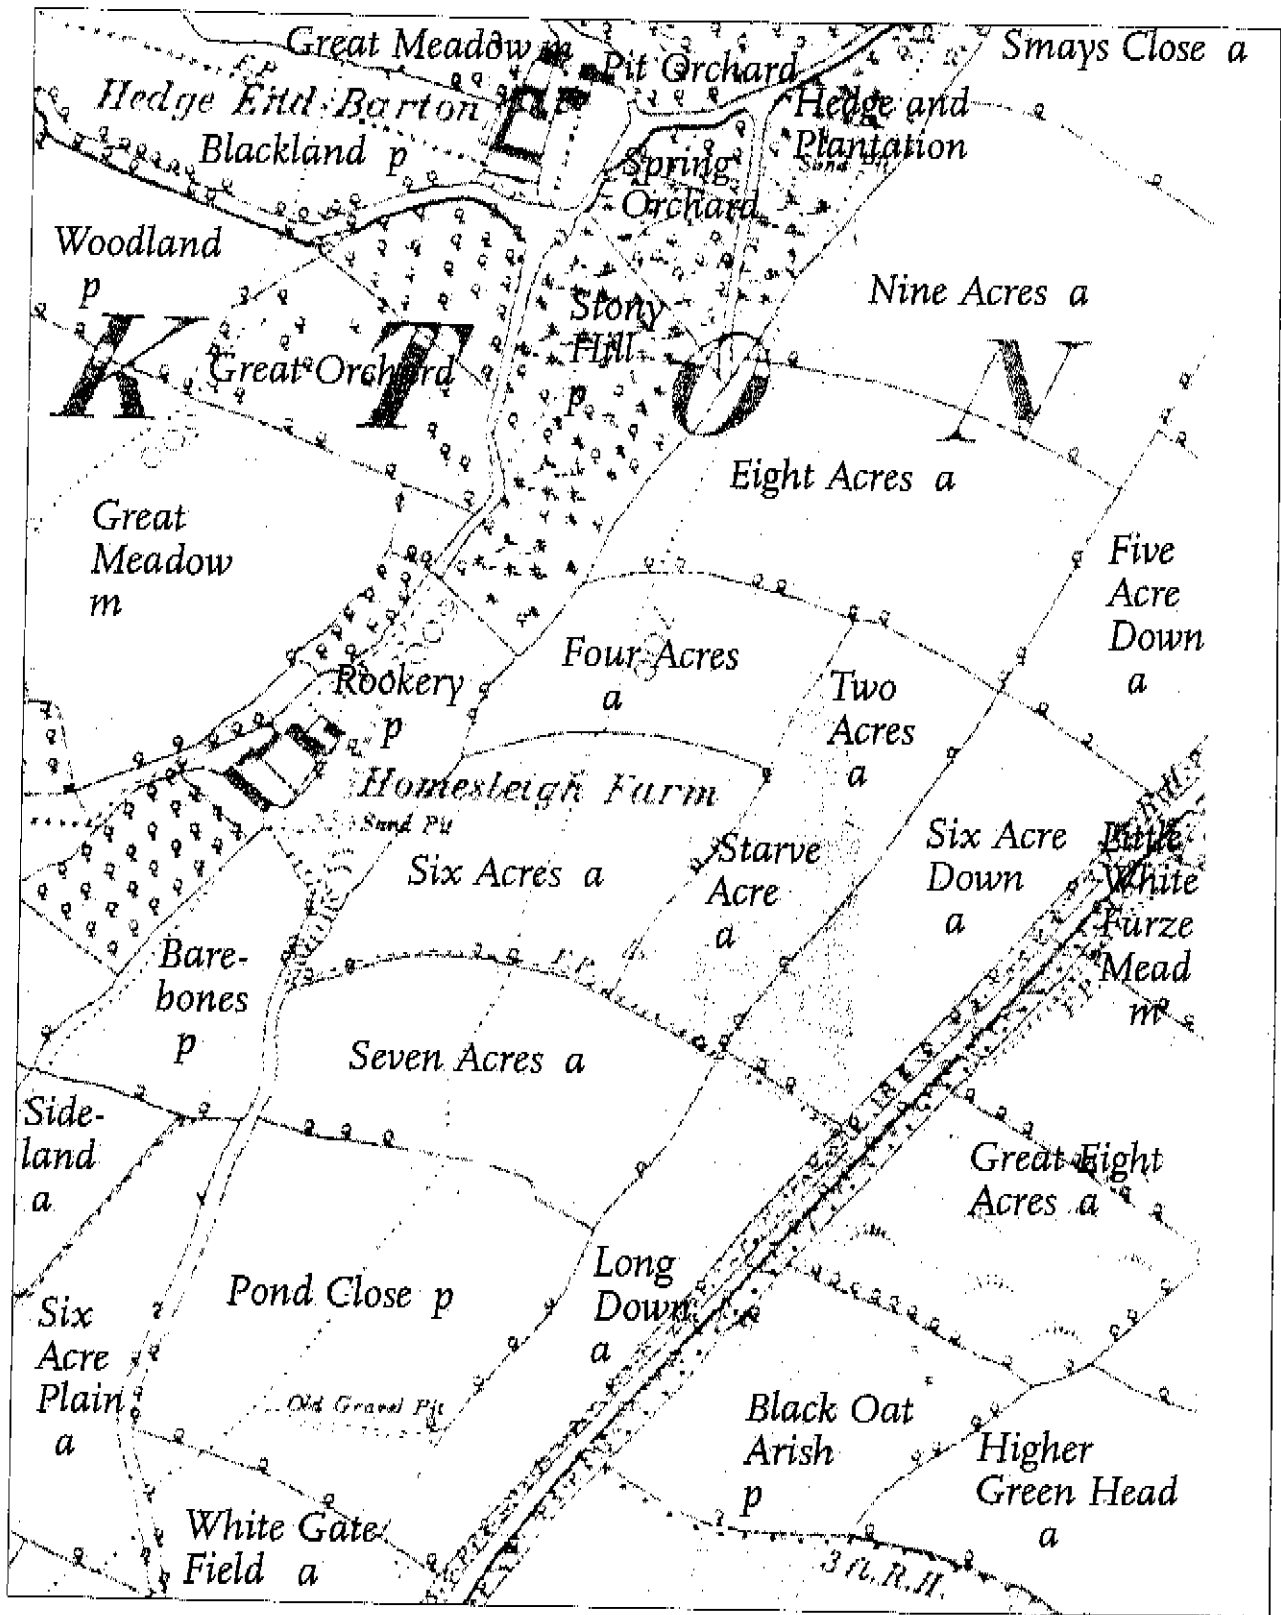 Great Meadow m
Pit Orchard
Smays Close a
F.P.
Hedge End Barton
Hedge and
Plantation
Blackland p
Spring
Orchard
Sand Pit
Woodland
p
Nine Acres a
Stony
Hill
p
K T O N
Great Orchard
Eight Acres a
Great
Meadow
m
Five
Acre
Down
a
Four Acres
a
Rookery
p
Two
Acres
a
Homesleigh Farm
Sand Pit
Six Acres a
Starve
Acre
a
Six Acre
Down
a
R.H.
Little
White
Furze
Mead
m
Bare-
bones
p
F.P.
F.P.
Seven Acres a
Side-
land
a
Great Eight
Acres a
Pond Close p
Long
Down
a
Six
Acre
Plain
a
Old Gravel Pit
Black Oat
Arish
p
Higher
Green Head
a
White Gate
Field a
3 ft. R.H.